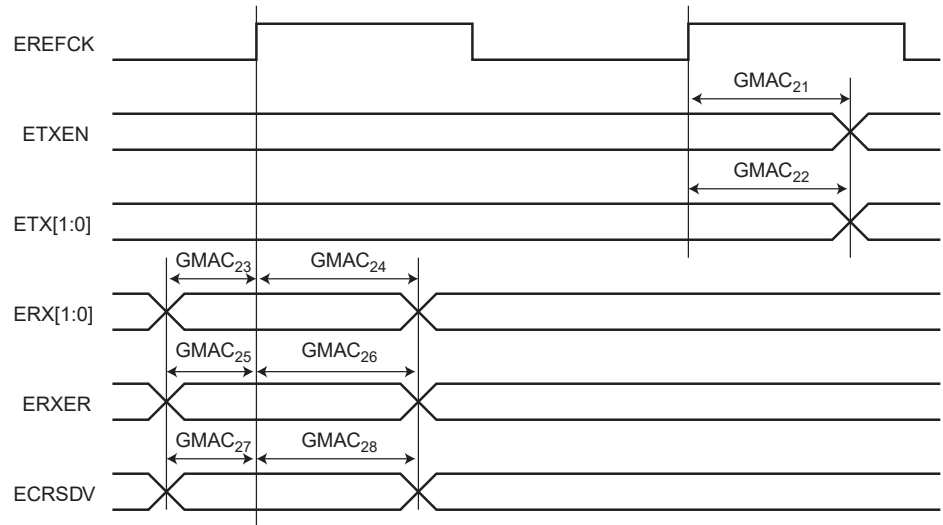 EREFCK
GMAC21
ETXEN
GMAC22
ETX[1:0]
GMAC23 GMAC24
ERX[1:0]
GMAC25 GMAC26
ERXER
GMAC27 GMAC28
ECRSDV